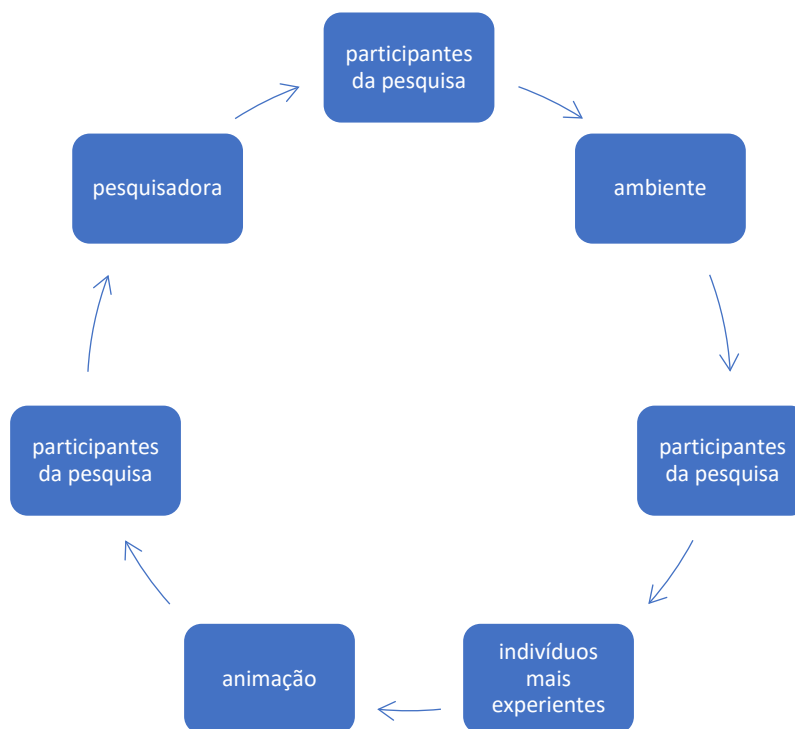 participantes
da pesquisa
pesquisadora
ambiente
participantes
da pesquisa
participantes
da pesquisa
animação
indivíduos
mais
experientes